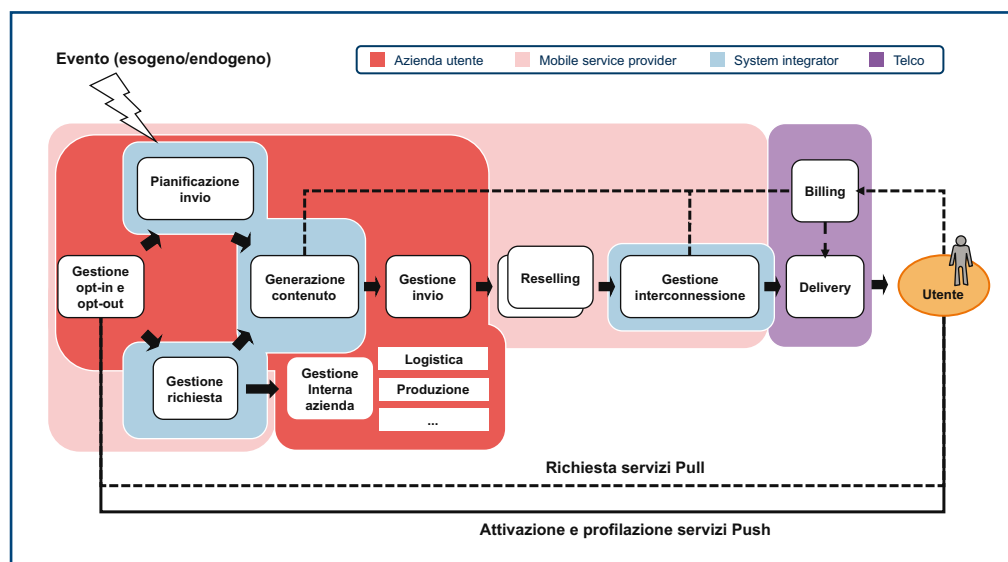 Evento (esogeno/endogeno)
Azienda utente
Mobile service provider
System integrator
Telco
Pianificazione
invio
Billing
Gestione
opt-in e
opt-out
Generazione
contenuto
Gestione
invio
Reselling
Gestione
interconnessione
Delivery
Utente
Gestione
richiesta
Gestione
Interna
azienda
Logistica
Produzione
...
Richiesta servizi Pull
Attivazione e profilazione servizi Push